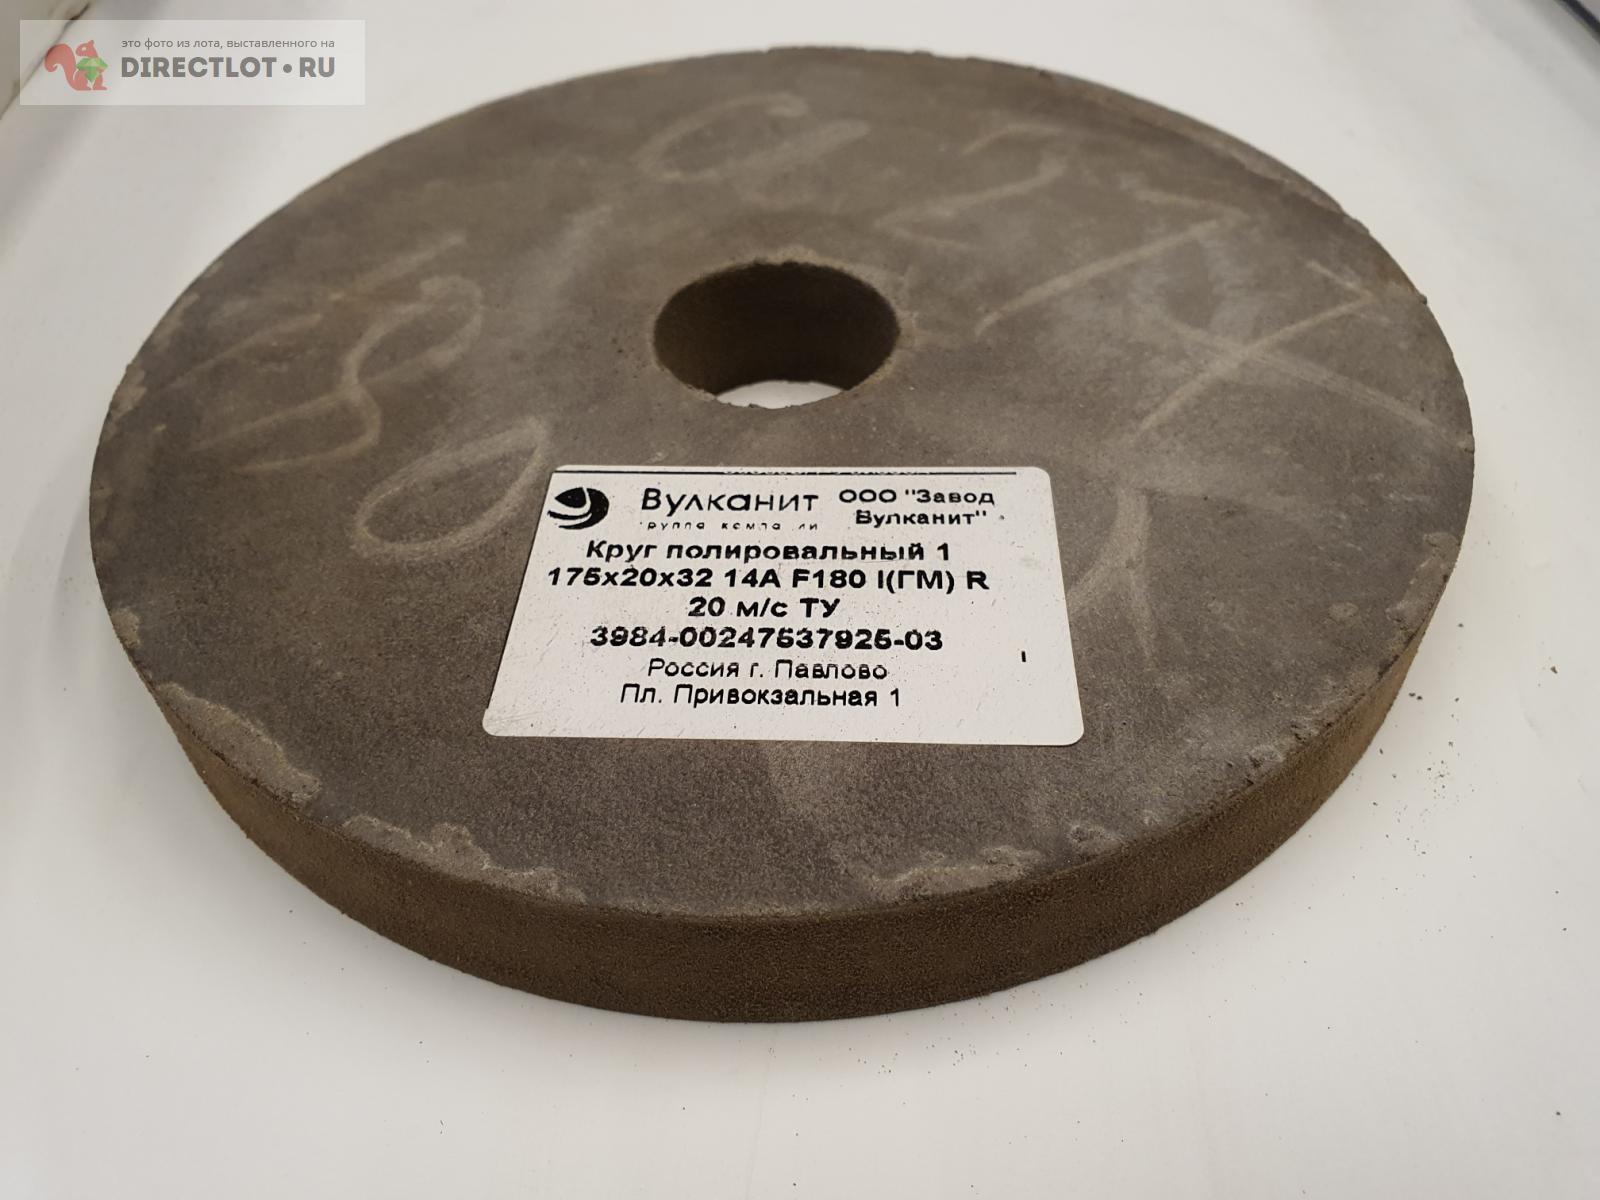 это фото из лота, выставленного на
DIRECTLOT•RU
Вулканит
ООО "Завод
Вулканит"
Круг полировальный 1
175x20x32 14А F180 I(ГМ) R
20 м/с ТУ
3984-00247537925-03
Россия г. Павлово
Пл. Привокзальная 1